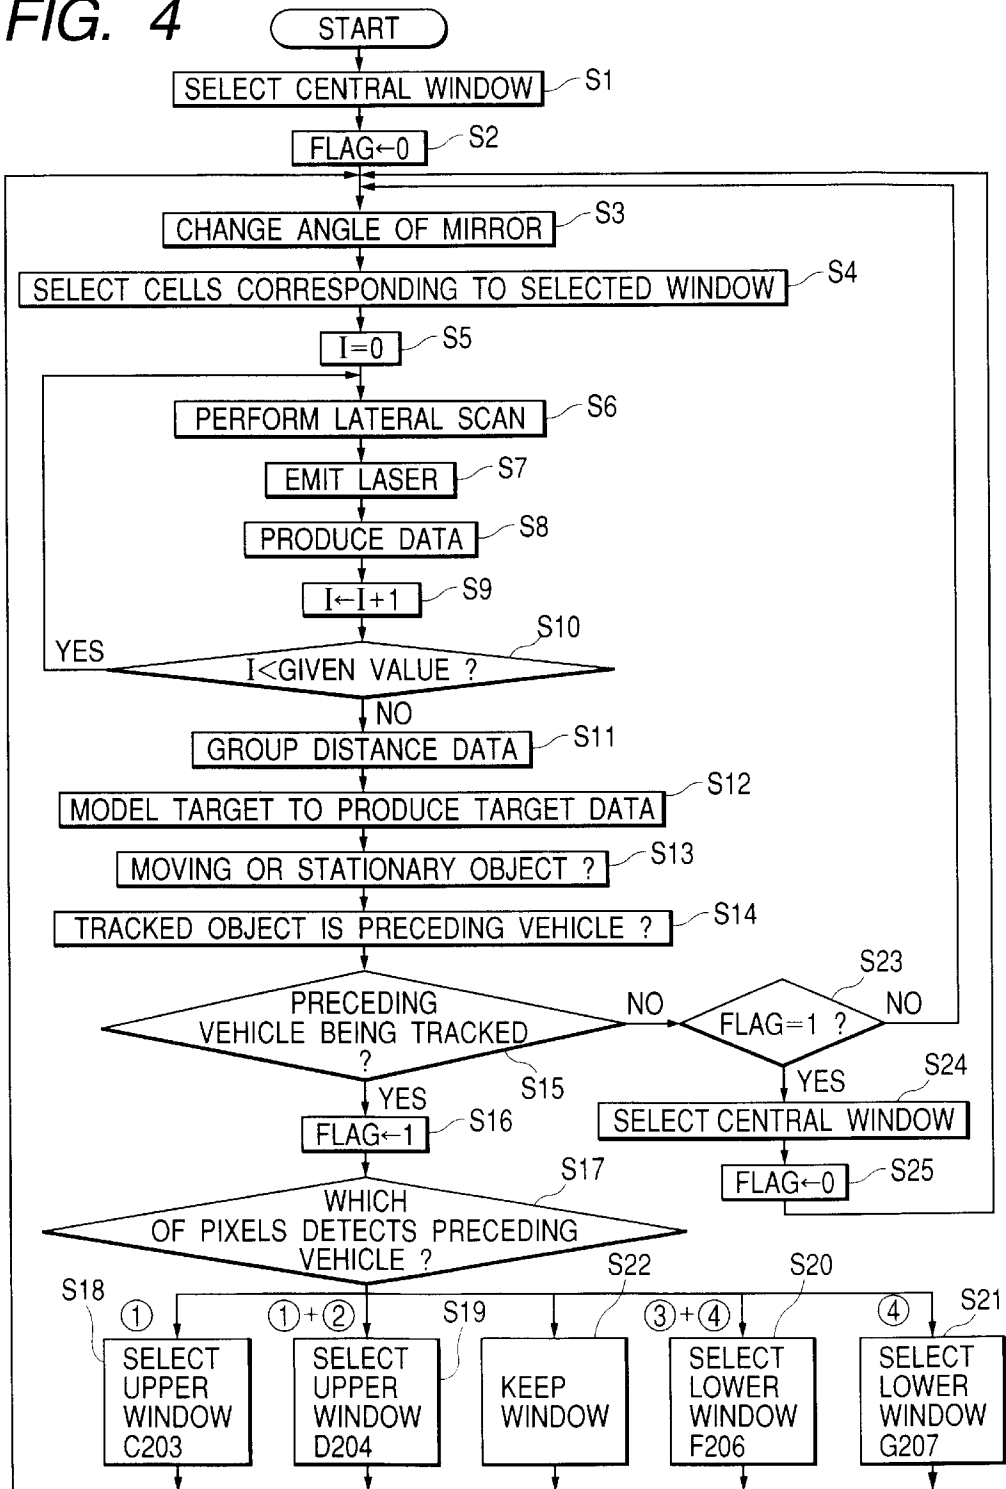 FIG. 4
START
SELECT CENTRAL WINDOW
S1
FLAG←0
S2
CHANGE ANGLE OF MIRROR
S3
SELECT CELLS CORRESPONDING TO SELECTED WINDOW
S4
I=0
S5
PERFORM LATERAL SCAN
S6
EMIT LASER
S7
PRODUCE DATA
S8
I←I+1
S9
S10
YES
I<GIVEN VALUE ?
NO
GROUP DISTANCE DATA
S11
MODEL TARGET TO PRODUCE TARGET DATA
S12
MOVING OR STATIONARY OBJECT ?
S13
TRACKED OBJECT IS PRECEDING VEHICLE ?
S14
PRECEDING
VEHICLE BEING TRACKED
?
S15
NO
S23
FLAG=1 ?
NO
YES
S24
SELECT CENTRAL WINDOW
FLAG←0
S25
YES
FLAG←1
S16
S17
WHICH
OF PIXELS DETECTS PRECEDING
VEHICLE ?
S18
①
SELECT
UPPER
WINDOW
C203
①+②
S19
SELECT
UPPER
WINDOW
D204
S22
KEEP
WINDOW
③+④
S20
SELECT
LOWER
WINDOW
F206
④
S21
SELECT
LOWER
WINDOW
G207